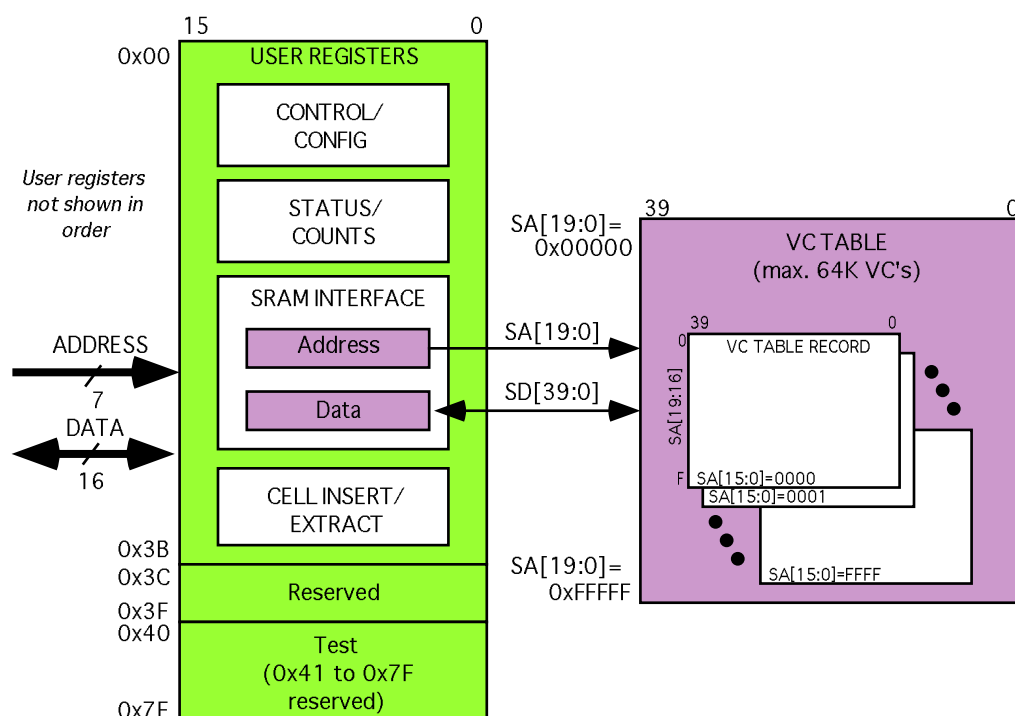 15
0
0x00
USER REGISTERS
CONTROL/
CONFIG
User registers
not shown in
order
STATUS/
COUNTS
SRAM INTERFACE
Address
Data
ADDRESS
7
DATA
16
CELL INSERT/
EXTRACT
0x3B
0x3C
Reserved
0x3F
0x40
Test
(0x41 to 0x7F
reserved)
0x7F
SA[19:0]
SD[39:0]
39
0
SA[19:0]=
0x00000
VC TABLE
(max. 64K VC's)
39
0
0
VC TABLE RECORD
SA[19:16]
F
SA[15:0]=0000
SA[15:0]=0001
SA[15:0]=FFFF
SA[19:0]=
0xFFFFF